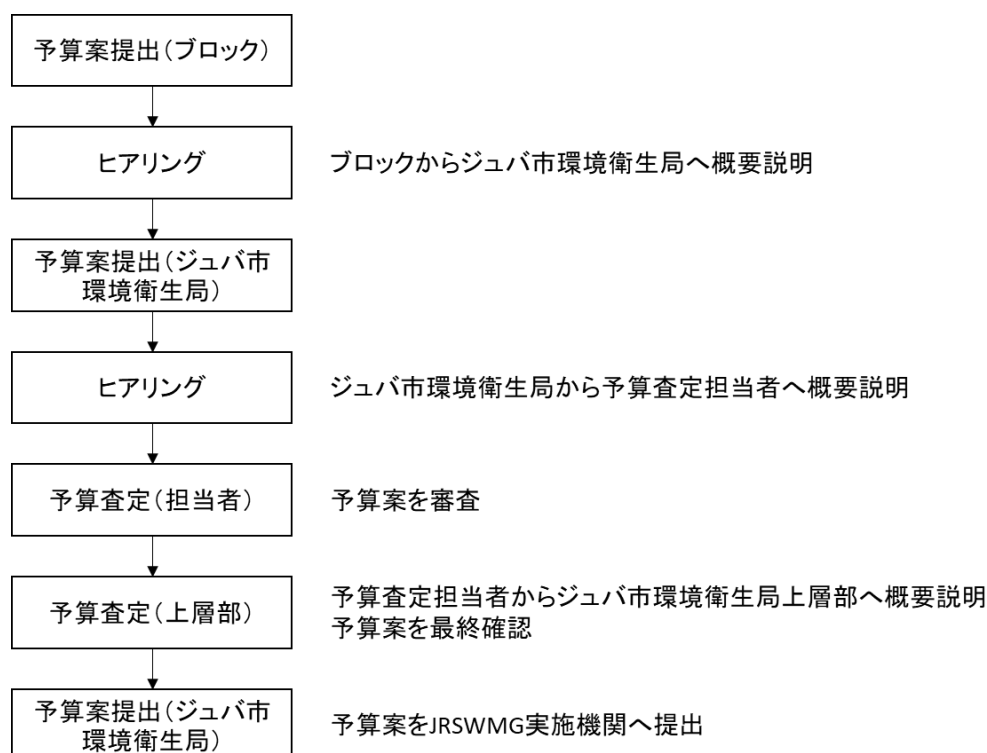 予算案提出(ブロック)
ヒアリング
ブロックからジュバ市環境衛生局へ概要説明
予算案提出(ジュバ市
環境衛生局)
ヒアリング
ジュバ市環境衛生局から予算査定担当者へ概要説明
予算査定(担当者)
予算案を審査
予算査定(上層部)
予算査定担当者からジュバ市環境衛生局上層部へ概要説明
予算案を最終確認
予算案提出(ジュバ市
環境衛生局)
予算案をJRSWMG実施機関へ提出